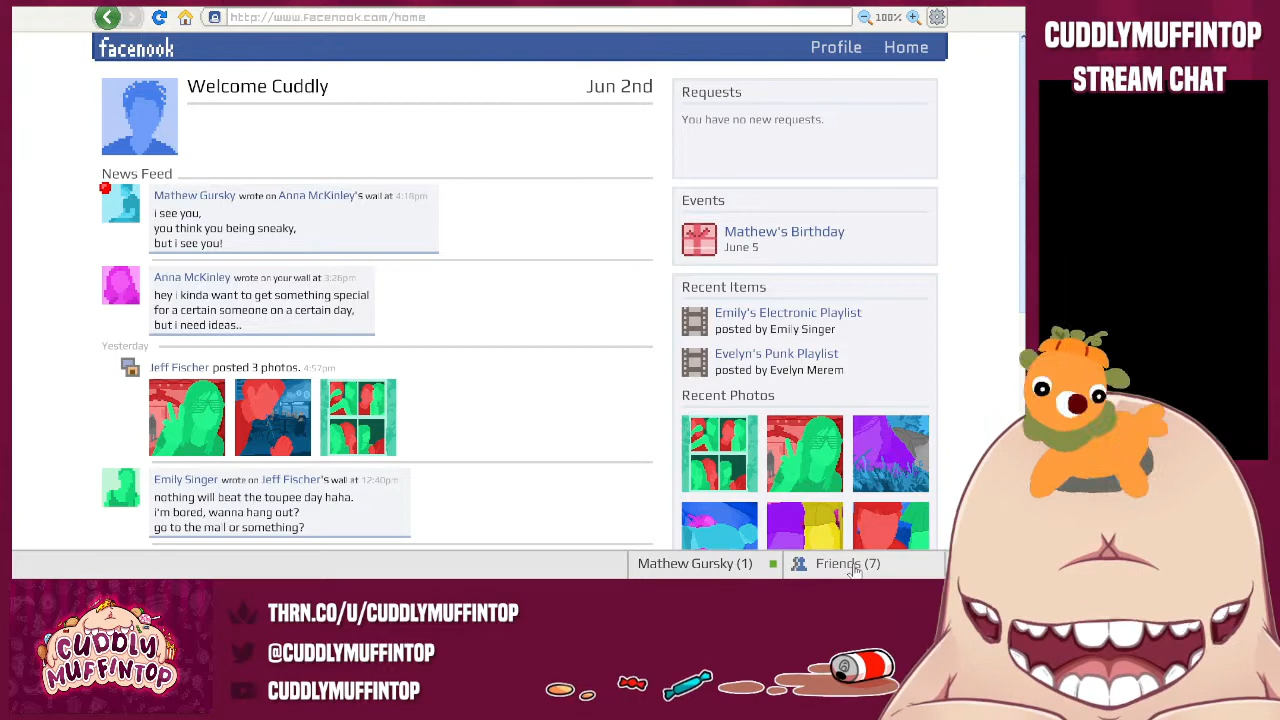 http://www.facenook.com/home
100%
facenook
Profile Home
Welcome Cuddly
Jun 2nd
News Feed
Mathew Gursky wrote on Anna McKinley's wall at 4:18pm
i see you,
you think you being sneaky,
but i see you!
Anna McKinley wrote on your wall at 3:26pm
hey i kinda want to get something special
for a certain someone on a certain day,
but i need ideas..
Yesterday
Jeff Fischer posted 3 photos. 4:57pm
Emily Singer wrote on Jeff Fischer's wall at 12:40pm
nothing will beat the toupee day haha.
i'm bored, wanna hang out?
go to the mall or something?
Requests
You have no new requests.
Events
Mathew's Birthday
June 5
Recent Items
Emily's Electronic Playlist
posted by Emily Singer
Evelyn's Punk Playlist
posted by Evelyn Merem
Recent Photos
Mathew Gursky (1)
Friends (7)
CUDDLYMUFFINTOP
STREAM CHAT
CUDDLY
MUFFIN
TOP
THRN.CO/U/CUDDLYMUFFINTOP
@CUDDLYMUFFINTOP
CUDDLYMUFFINTOP